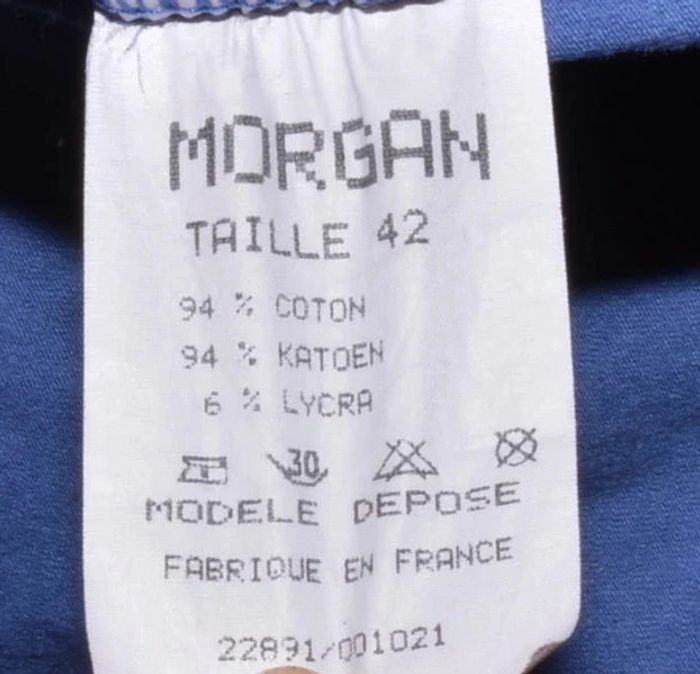 MORGAN
TAILLE 42
94 % COTON
94 % KATOEN
6 % LYCRA
30
MODELE DEPOSE
FABRIQUE EN FRANCE
22891/001021